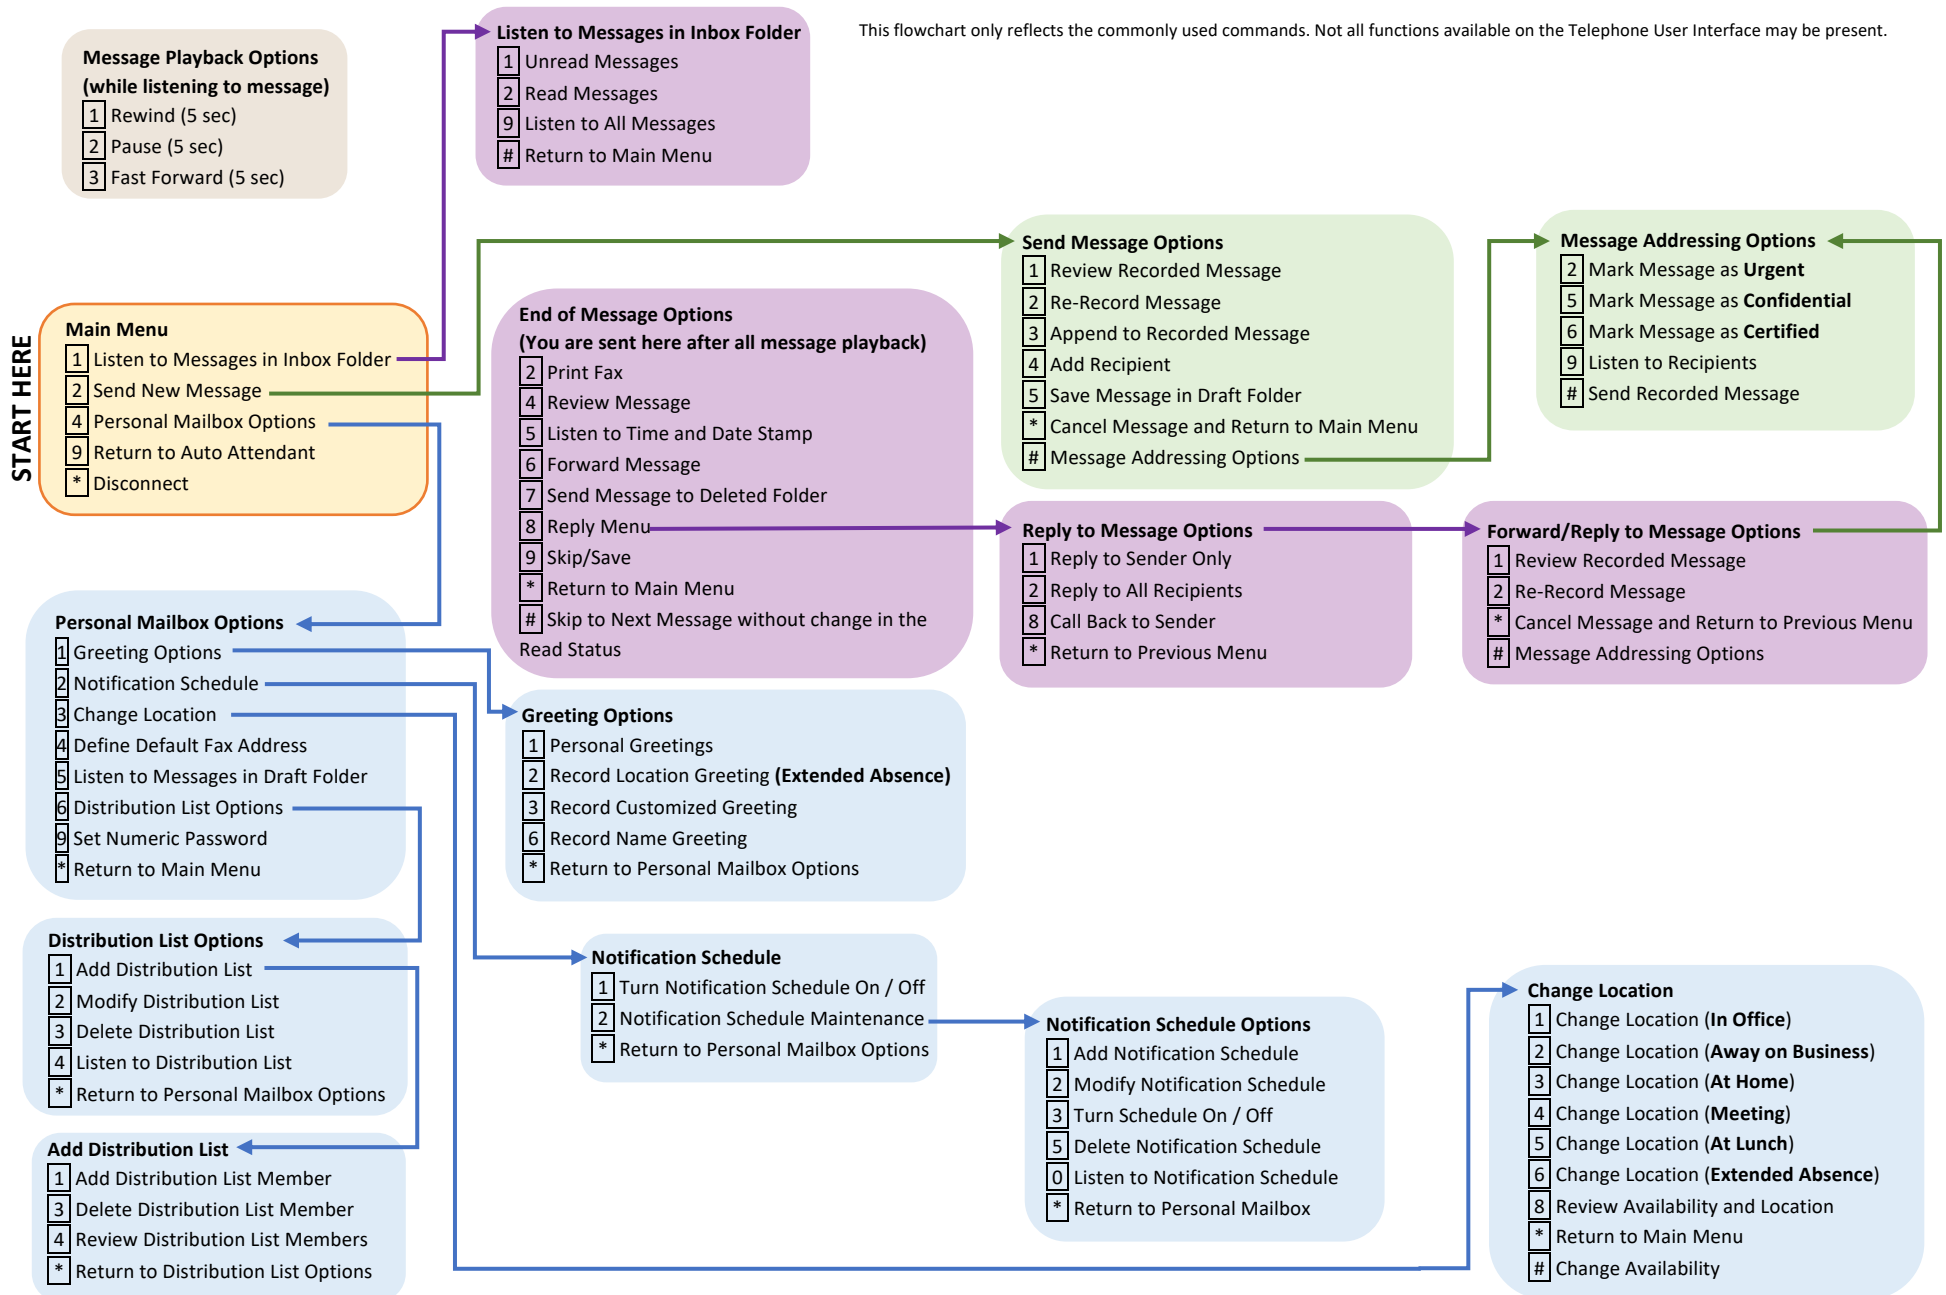 This flowchart only reflects the commonly used commands. Not all functions available on the Telephone User Interface may be present.
Message Playback Options
(while listening to message)
1 Rewind (5 sec)
2 Pause (5 sec)
3 Fast Forward (5 sec)
Listen to Messages in Inbox Folder
1 Unread Messages
2 Read Messages
9 Listen to All Messages
# Return to Main Menu
START HERE
Main Menu
1 Listen to Messages in Inbox Folder
2 Send New Message
4 Personal Mailbox Options
9 Return to Auto Attendant
* Disconnect
End of Message Options
(You are sent here after all message playback)
2 Print Fax
4 Review Message
5 Listen to Time and Date Stamp
6 Forward Message
7 Send Message to Deleted Folder
8 Reply Menu
9 Skip/Save
* Return to Main Menu
# Skip to Next Message without change in the
Read Status
Send Message Options
1 Review Recorded Message
2 Re-Record Message
3 Append to Recorded Message
4 Add Recipient
5 Save Message in Draft Folder
* Cancel Message and Return to Main Menu
# Message Addressing Options
Message Addressing Options
2 Mark Message as Urgent
5 Mark Message as Confidential
6 Mark Message as Certified
9 Listen to Recipients
# Send Recorded Message
Reply to Message Options
1 Reply to Sender Only
2 Reply to All Recipients
8 Call Back to Sender
* Return to Previous Menu
Forward/Reply to Message Options
1 Review Recorded Message
2 Re-Record Message
* Cancel Message and Return to Previous Menu
# Message Addressing Options
Personal Mailbox Options
1 Greeting Options
2 Notification Schedule
3 Change Location
4 Define Default Fax Address
5 Listen to Messages in Draft Folder
6 Distribution List Options
9 Set Numeric Password
* Return to Main Menu
Greeting Options
1 Personal Greetings
2 Record Location Greeting (Extended Absence)
3 Record Customized Greeting
6 Record Name Greeting
* Return to Personal Mailbox Options
Distribution List Options
1 Add Distribution List
2 Modify Distribution List
3 Delete Distribution List
4 Listen to Distribution List
* Return to Personal Mailbox Options
Add Distribution List
1 Add Distribution List Member
3 Delete Distribution List Member
4 Review Distribution List Members
* Return to Distribution List Options
Notification Schedule
1 Turn Notification Schedule On / Off
2 Notification Schedule Maintenance
* Return to Personal Mailbox Options
Notification Schedule Options
1 Add Notification Schedule
2 Modify Notification Schedule
3 Turn Schedule On / Off
5 Delete Notification Schedule
0 Listen to Notification Schedule
* Return to Personal Mailbox
Change Location
1 Change Location (In Office)
2 Change Location (Away on Business)
3 Change Location (At Home)
4 Change Location (Meeting)
5 Change Location (At Lunch)
6 Change Location (Extended Absence)
8 Review Availability and Location
* Return to Main Menu
# Change Availability